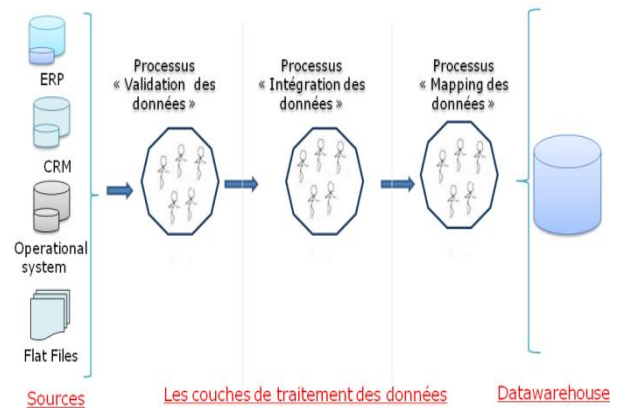 ERP
CRM
Operational
system
Flat Files
Processus
« Validation des
données »
Processus
« Intégration des
données »
Processus
« Mapping des
données »
Sources
Les couches de traitement des données
Datawarehouse